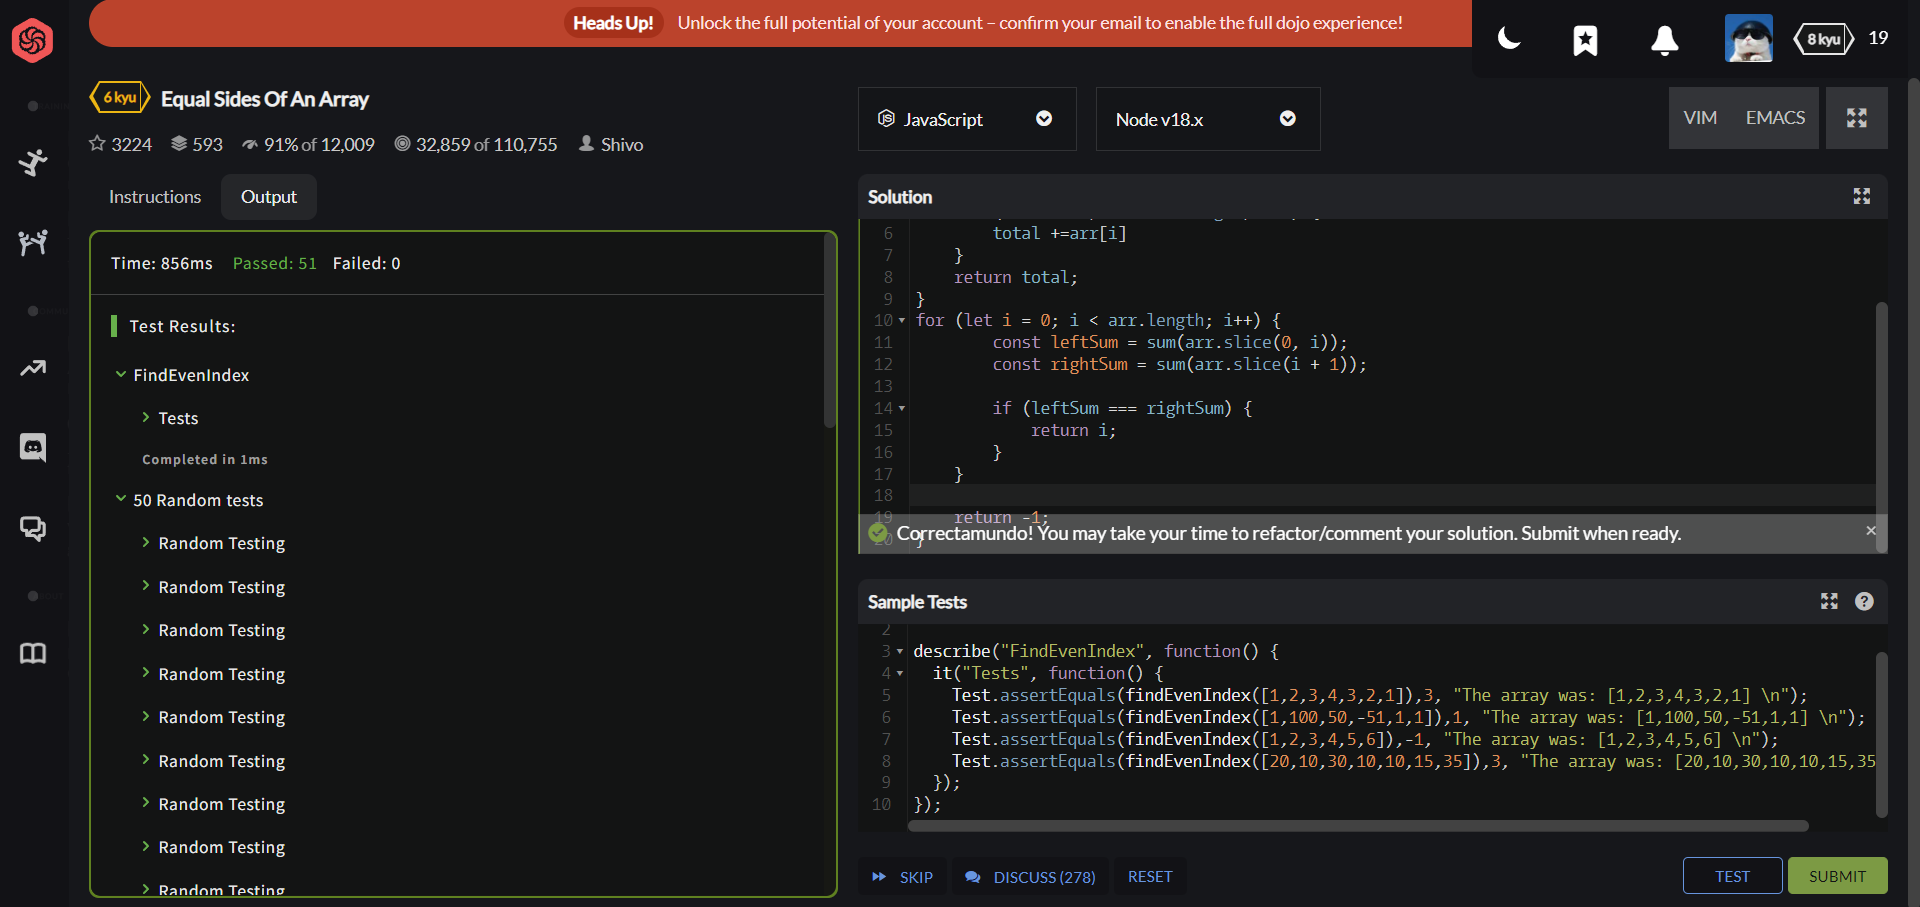 Heads Up! Unlock the full potential of your account – confirm your email to enable the full dojo experience!
8 kyu 19
6 kyu Equal Sides Of An Array
3224 593 91% of 12,009 32,859 of 110,755 Shivo
JavaScript Node v18.x VIM EMACS
Instructions Output
Time: 856ms Passed: 51 Failed: 0
Test Results:
FindEvenIndex
Tests
Completed in 1ms
50 Random tests
Random Testing
Random Testing
Random Testing
Random Testing
Random Testing
Random Testing
Random Testing
Random Testing
Random Testing
Solution
6 total +=arr[i]
7 }
8 return total;
9 }
10 for (let i = 0; i < arr.length; i++) {
11 const leftSum = sum(arr.slice(0, i));
12 const rightSum = sum(arr.slice(i + 1));
13
14 if (leftSum === rightSum) {
15 return i;
16 }
17 }
18
19 return -1;
20 }
Correctamundo! You may take your time to refactor/comment your solution. Submit when ready. ×
Sample Tests
2
3 describe("FindEvenIndex", function() {
4 it("Tests", function() {
5 Test.assertEquals(findEvenIndex([1,2,3,4,3,2,1]),3, "The array was: [1,2,3,4,3,2,1] \n");
6 Test.assertEquals(findEvenIndex([1,100,50,-51,1,1]),1, "The array was: [1,100,50,-51,1,1] \n");
7 Test.assertEquals(findEvenIndex([1,2,3,4,5,6]),-1, "The array was: [1,2,3,4,5,6] \n");
8 Test.assertEquals(findEvenIndex([20,10,30,10,10,15,35]),3, "The array was: [20,10,30,10,10,15,35
9 });
10 });
SKIP DISCUSS (278) RESET TEST SUBMIT